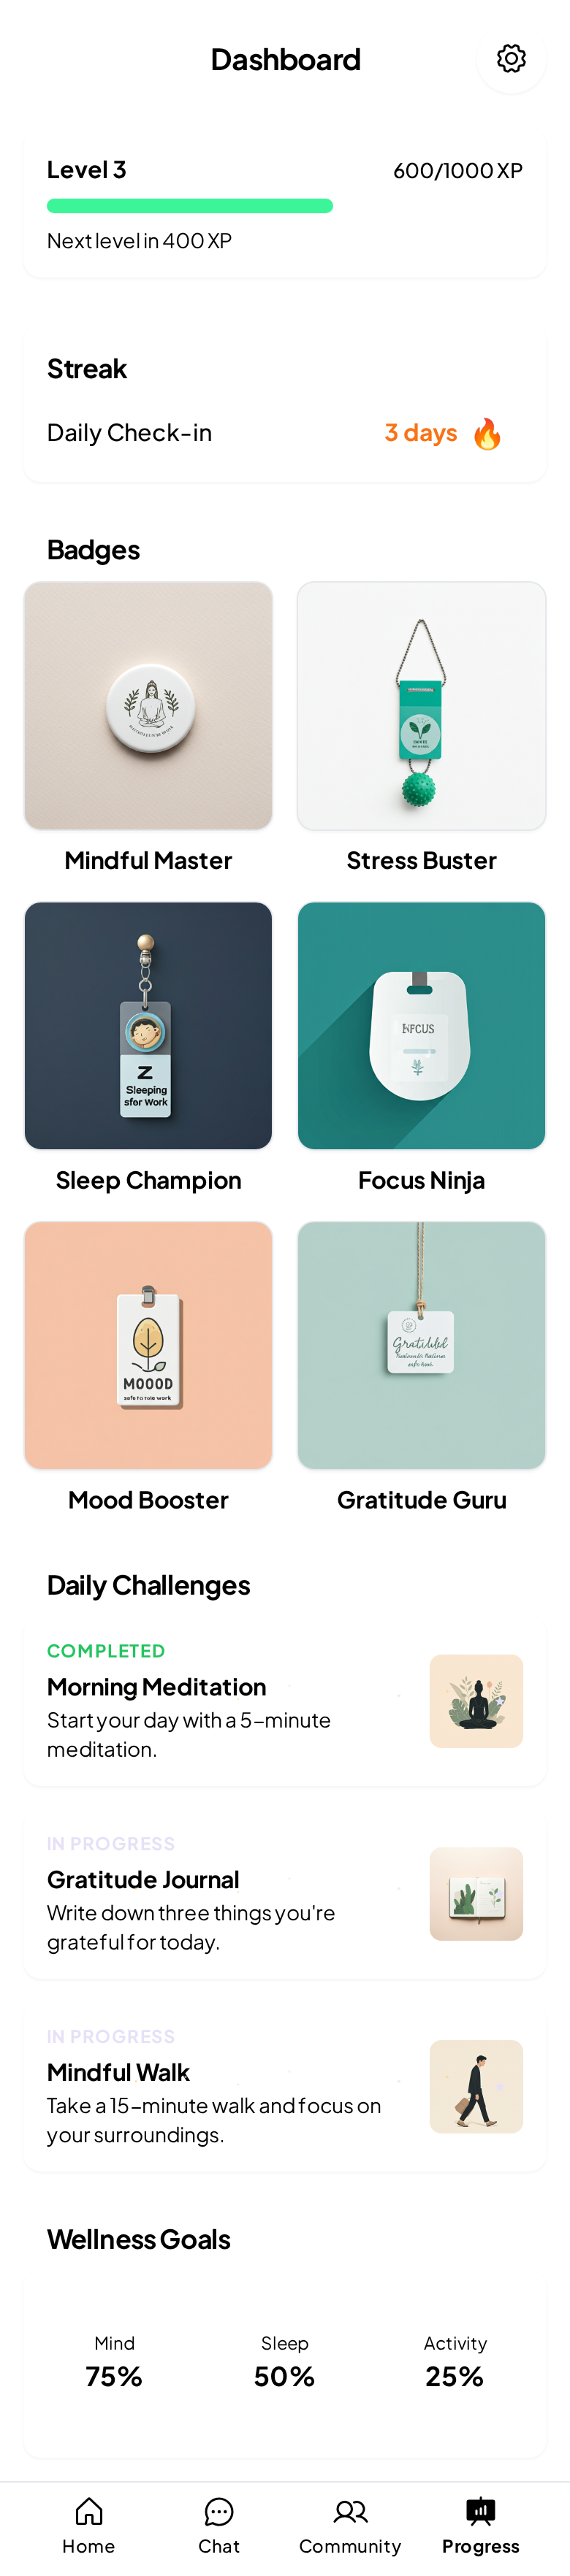 Dashboard
Level 3
600/1000 XP
Next level in 400 XP
Streak
Daily Check-in
3 days
Badges
Mindful Master
Stress Buster
Z
Sleeping
sfor Work
Sleep Champion
Focus Ninja
MOOOD
safe to role work
Mood Booster
Gratitude Guru
Daily Challenges
COMPLETED
Morning Meditation
Start your day with a 5-minute
meditation.
IN PROGRESS
Gratitude Journal
Write down three things you're
grateful for today.
IN PROGRESS
Mindful Walk
Take a 15-minute walk and focus on
your surroundings.
Wellness Goals
Mind
Sleep
Activity
75%
50%
25%
Home
Chat
Community
Progress